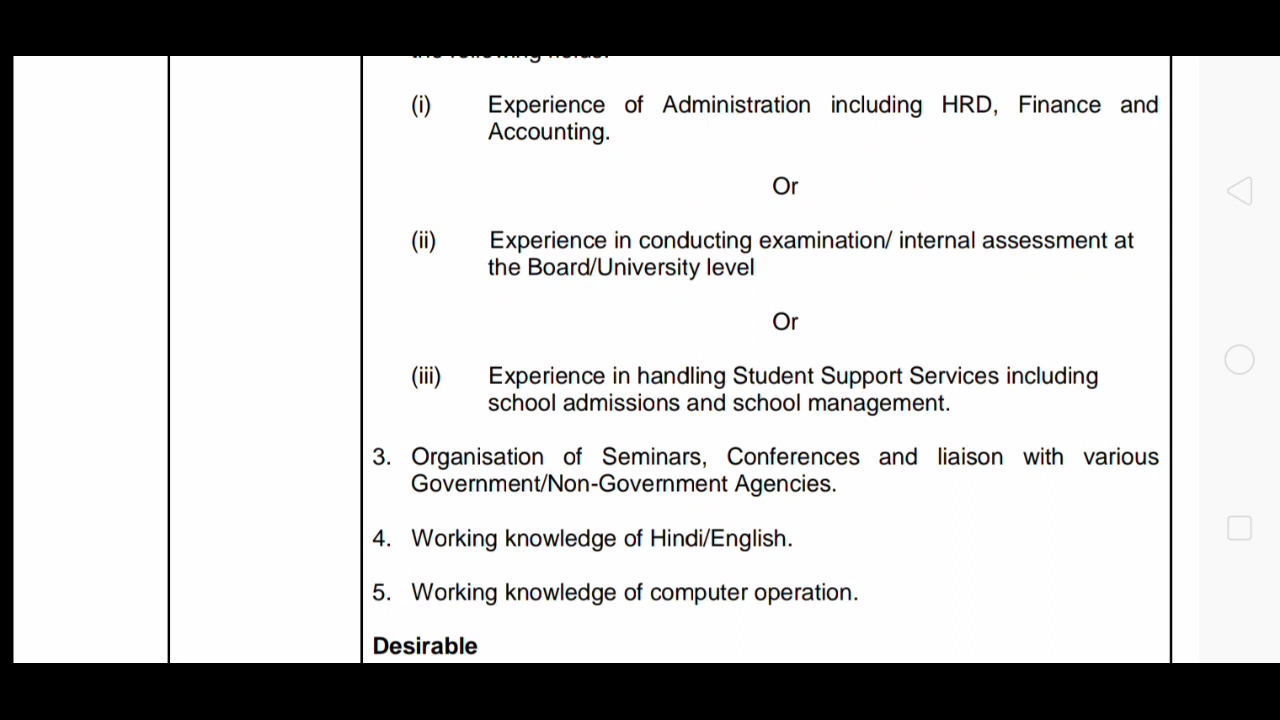 (i) Experience of Administration including HRD, Finance and
Accounting.
Or
(ii) Experience in conducting examination/ internal assessment at
the Board/University level
Or
(iii) Experience in handling Student Support Services including
school admissions and school management.
3. Organisation of Seminars, Conferences and liaison with various
Government/Non-Government Agencies.
4. Working knowledge of Hindi/English.
5. Working knowledge of computer operation.
Desirable